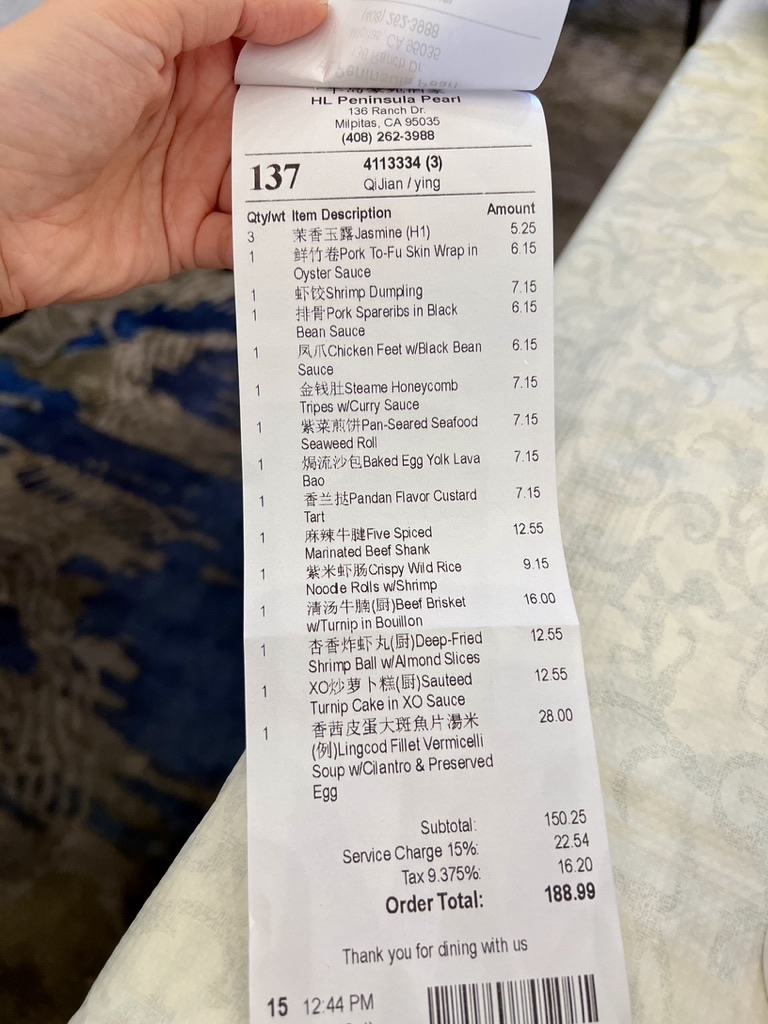 (408) 262-3988
Milpitas, CA 95035
136 Ranch Dr
Peninsula Pearl
HL Peninsula Pearl
136 Ranch Dr.
Milpitas, CA 95035
(408) 262-3988
137 4113334 (3)
QiJian / ying
Qty/wt Item Description Amount
3 茉香玉露Jasmine (H1) 5.25
1 鲜竹卷Pork To-Fu Skin Wrap in 6.15
Oyster Sauce
1 虾饺Shrimp Dumpling 7.15
1 排骨Pork Spareribs in Black 6.15
Bean Sauce
1 凤爪Chicken Feet w/Black Bean 6.15
Sauce
1 金钱肚Steame Honeycomb 7.15
Tripes w/Curry Sauce
1 紫菜煎饼Pan-Seared Seafood 7.15
Seaweed Roll
1 焗流沙包Baked Egg Yolk Lava 7.15
Bao
1 香兰挞Pandan Flavor Custard 7.15
Tart
1 麻辣牛腱Five Spiced 12.55
Marinated Beef Shank
1 紫米虾肠Crispy Wild Rice 9.15
Noodle Rolls w/Shrimp
1 清汤牛腩(厨)Beef Brisket 16.00
w/Turnip in Bouillon
1 杏香炸虾丸(厨)Deep-Fried 12.55
Shrimp Ball w/Almond Slices
1 XO炒萝卜糕(厨)Sauteed 12.55
Turnip Cake in XO Sauce
1 香茜皮蛋大斑魚片湯米 28.00
(例)Lingcod Fillet Vermicelli
Soup w/Cilantro & Preserved
Egg
Subtotal: 150.25
Service Charge 15%: 22.54
Tax 9.375%: 16.20
Order Total: 188.99
Thank you for dining with us
15 12:44 PM